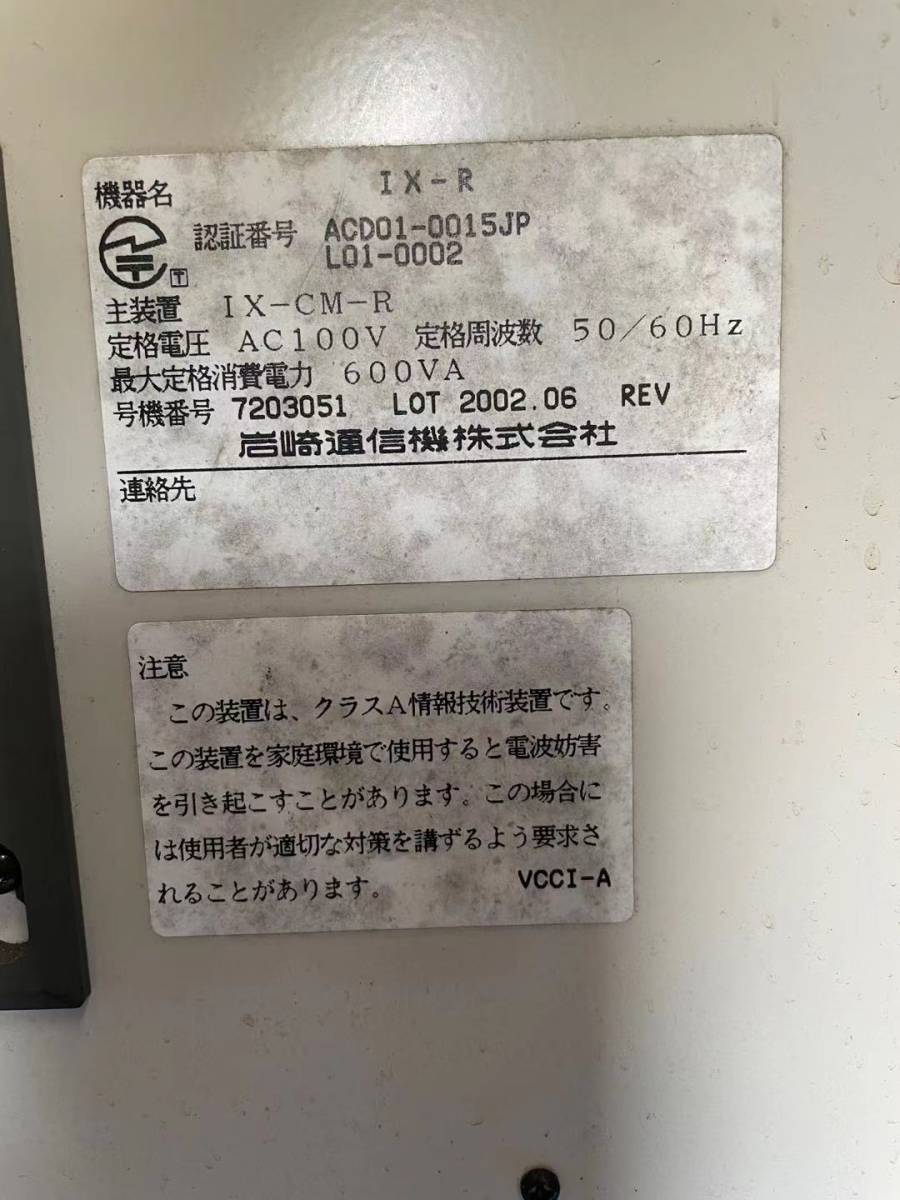 機器名 IX-R
認証番号 ACD01-0015JP
L01-0002
主装置 IX-CM-R
定格電圧 AC100V 定格周波数 50/60Hz
最大定格消費電力 600VA
号機番号 7203051 LOT 2002.06 REV
岩崎通信機株式会社
連絡先
注意
この装置は、クラスA情報技術装置です。
この装置を家庭環境で使用すると電波妨害
を引き起こすことがあります。この場合に
は使用者が適切な対策を講ずるよう要求さ
れることがあります。 VCCI-A